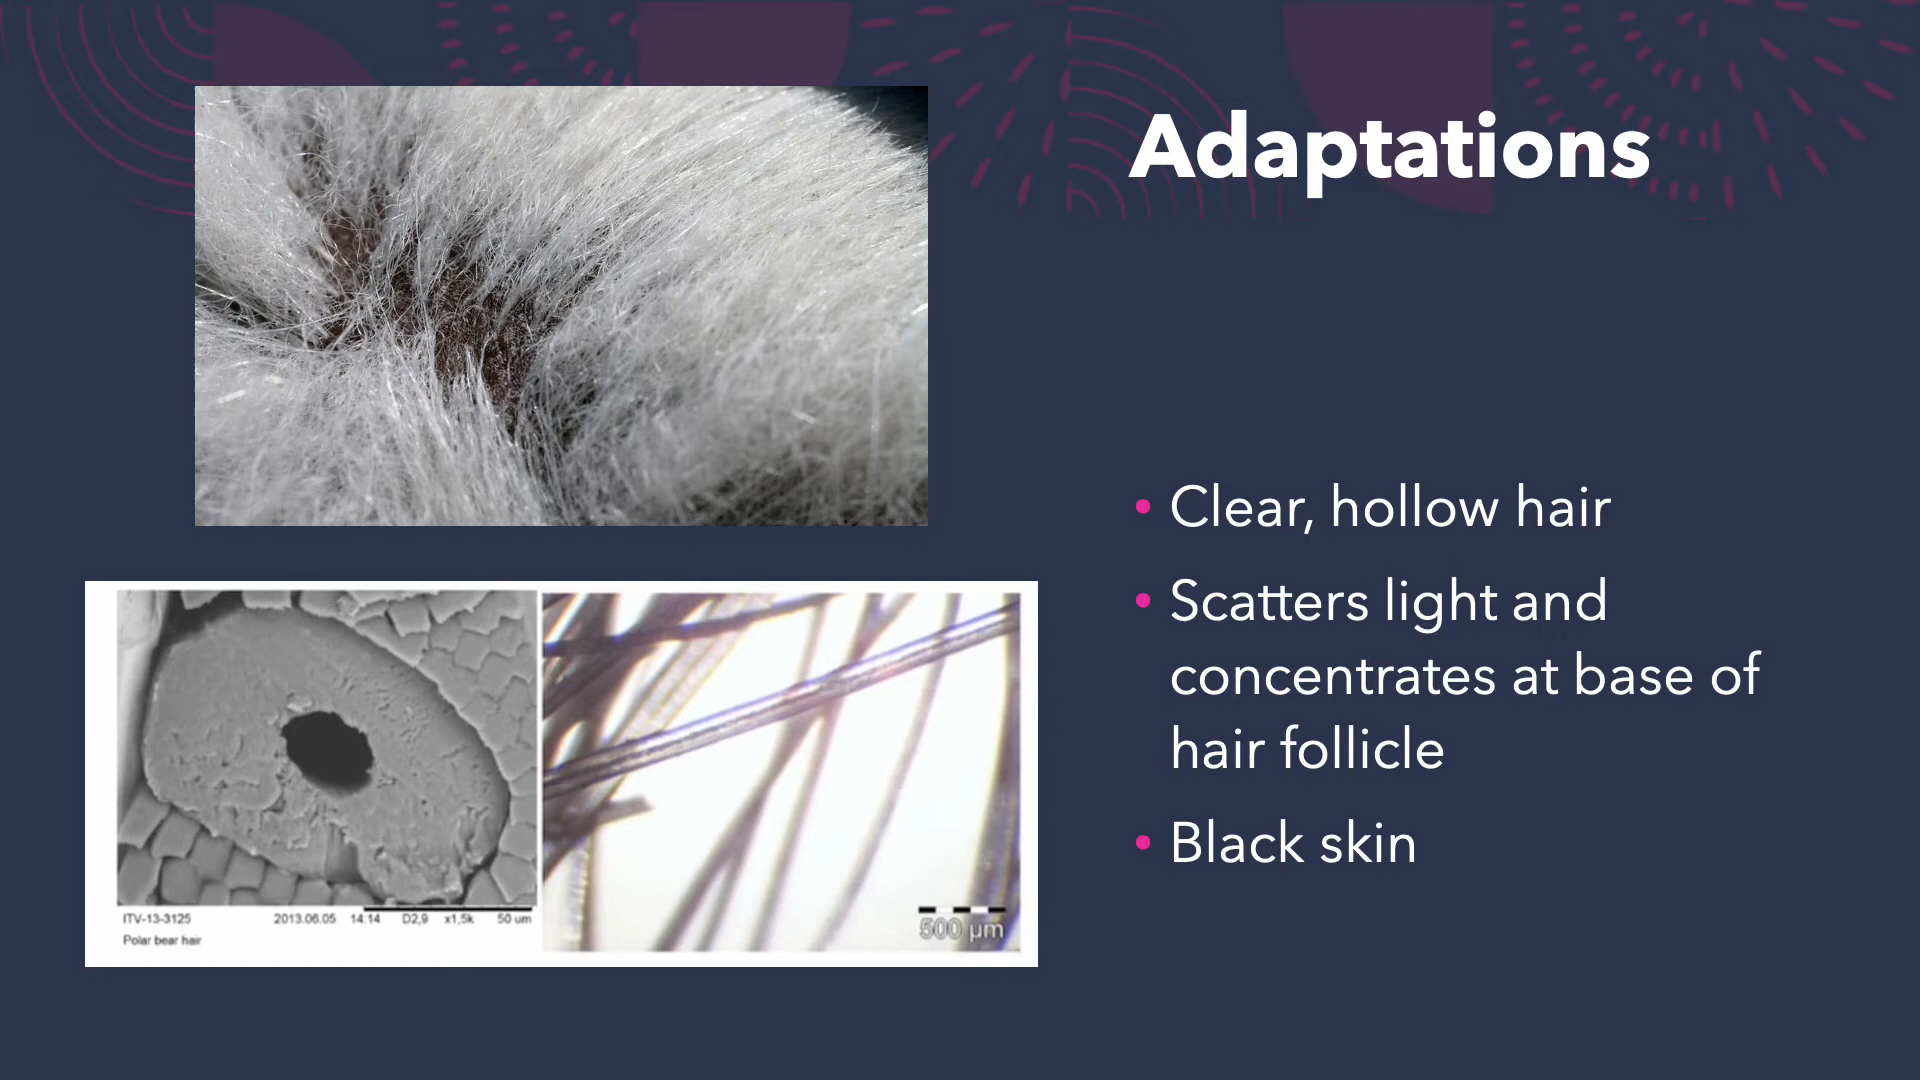 Adaptations
• Clear, hollow hair
• Scatters light and
concentrates at base of
hair follicle
• Black skin
ITV-13-3125 2013.06.05 14:14 D2,9 x1,5k 50 um
Polar bear hair
500 µm